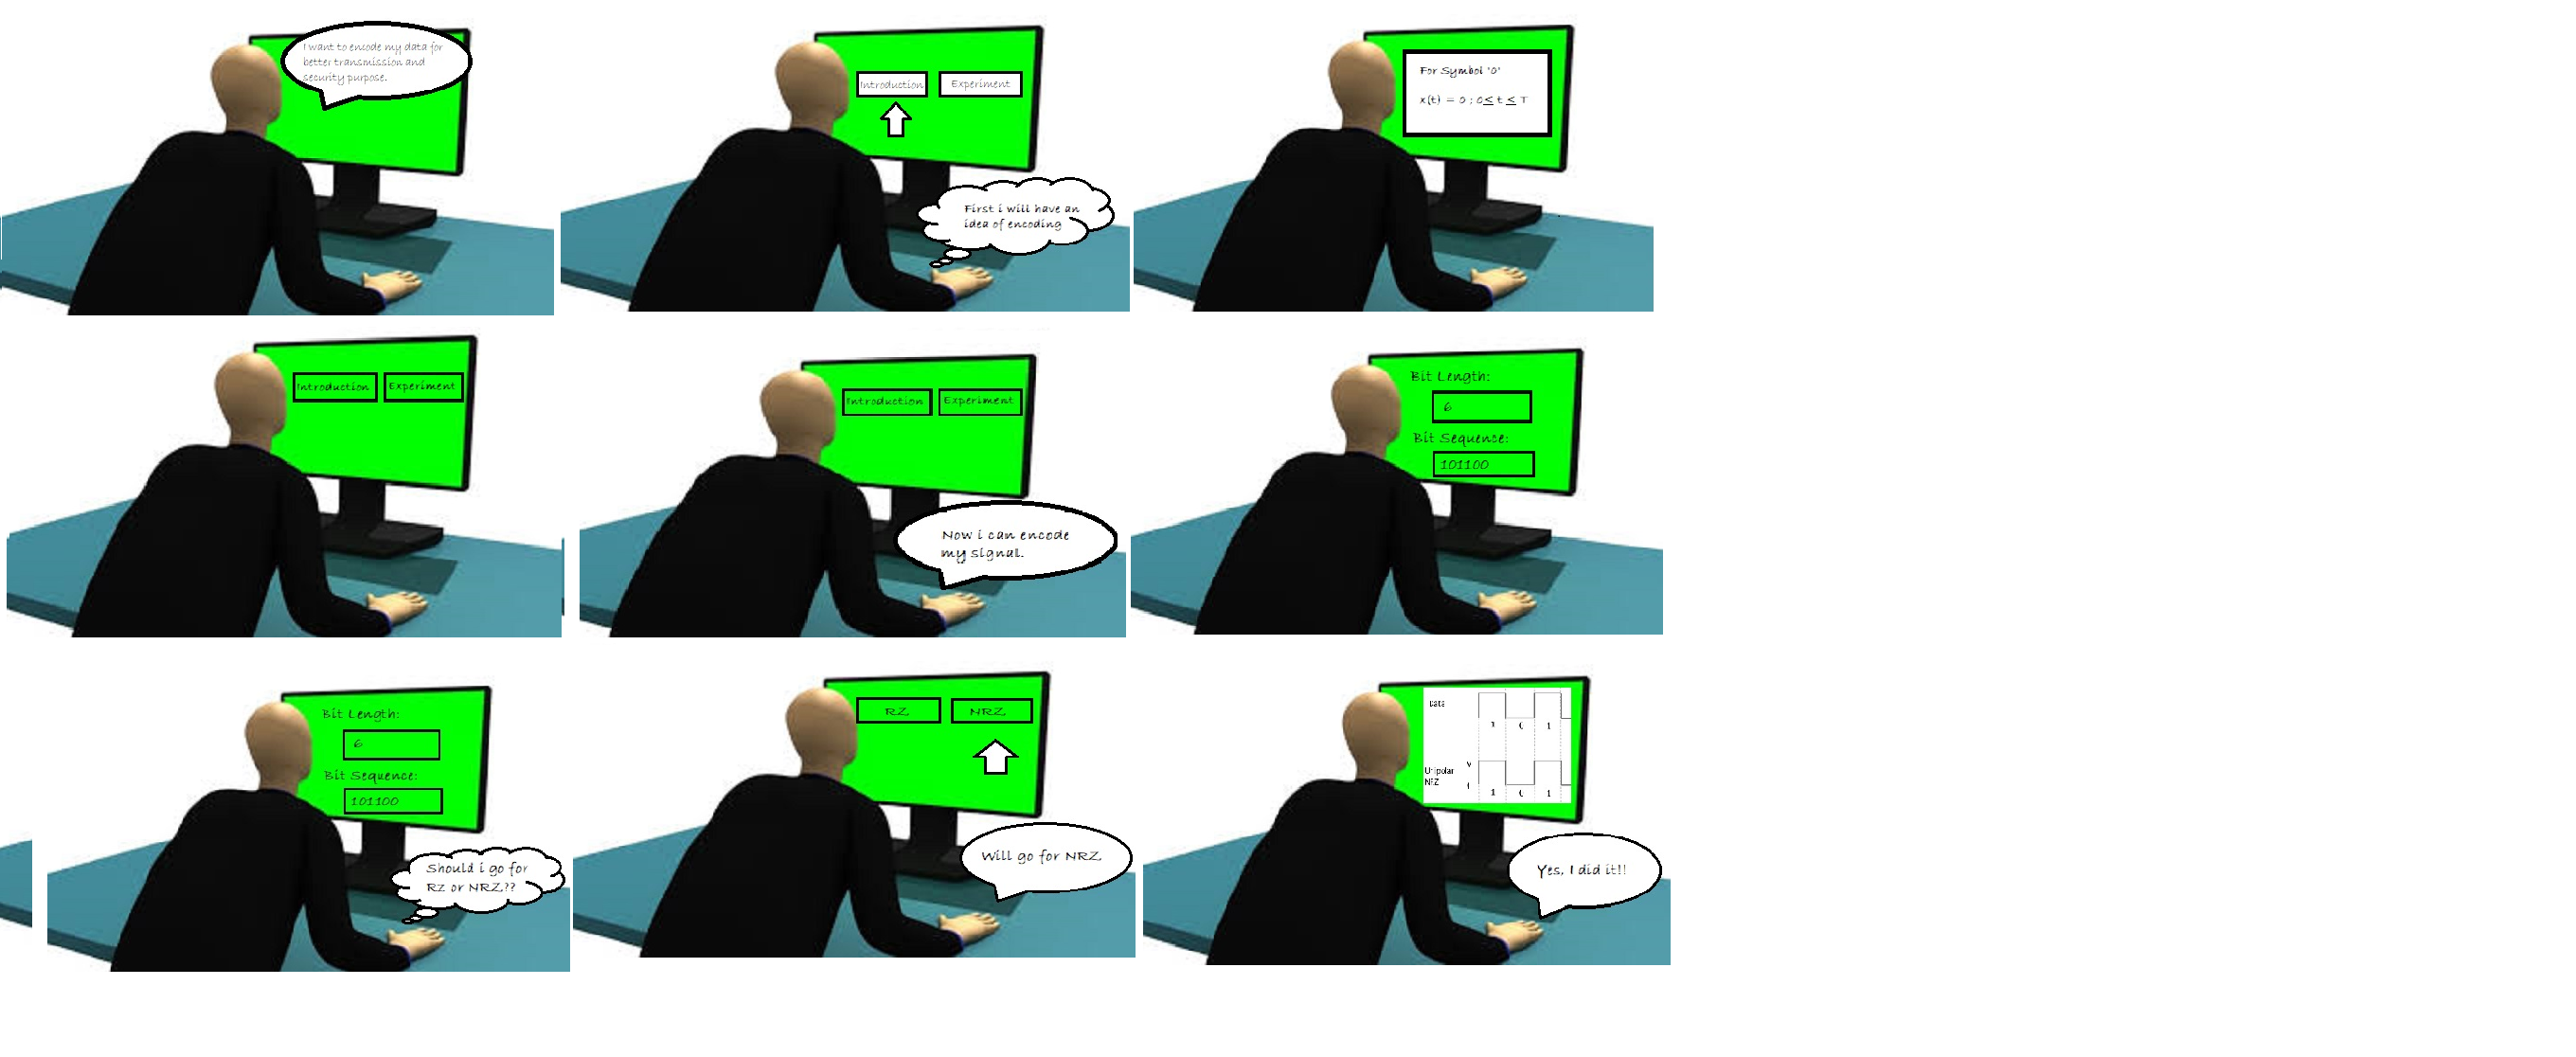 I want to encode my data for
better transmission and
security purpose.
Introduction
Experiment
First i will have an
idea of encoding
For Symbol '0'
x(t) = 0 ; 0≤ t ≤ T
Introduction
Experiment
Introduction
Experiment
Now i can encode
my signal.
Bit Length:
6
Bit Sequence:
101100
Bit Length:
6
Bit Sequence:
101100
Should i go for
Rz or NRZ??
RZ
NRZ
Will go for NRZ
Data
1 0 1
V
Unipolar
NRZ
1 0 1
Yes, I did it!!